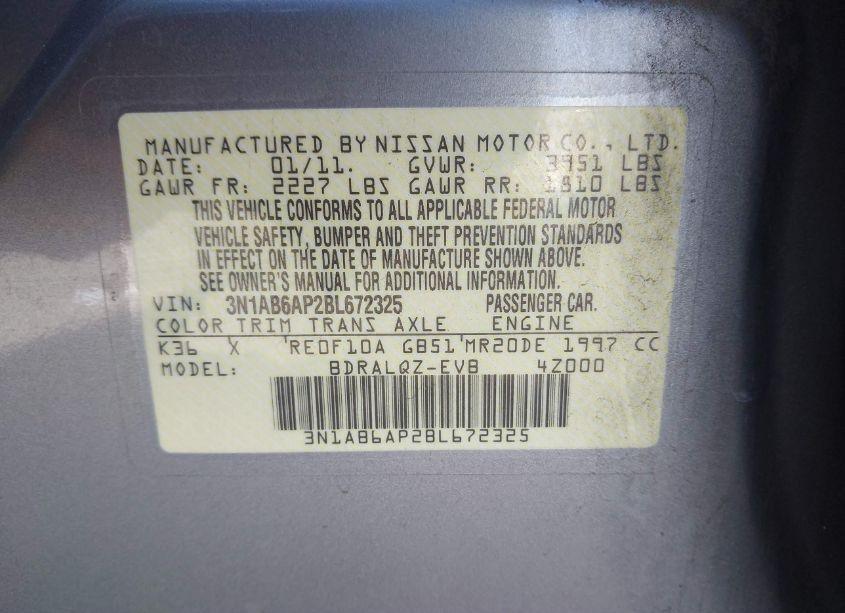 MANUFACTURED BY NISSAN MOTOR CO., LTD.
DATE: 01/11. GVWR: 3951 LBS
GAWR FR: 2227 LBS GAWR RR: 1810 LBS
THIS VEHICLE CONFORMS TO ALL APPLICABLE FEDERAL MOTOR
VEHICLE SAFETY, BUMPER AND THEFT PREVENTION STANDARDS
IN EFFECT ON THE DATE OF MANUFACTURE SHOWN ABOVE.
SEE OWNER'S MANUAL FOR ADDITIONAL INFORMATION.
VIN: 3N1AB6AP2BL672325 PASSENGER CAR.
COLOR TRIM TRANS AXLE ENGINE
K36 X 'RE0F10A GB51'MR20DE 1997 CC
MODEL: BDRALQZ-EVB 4Z000
3N1AB6AP2BL672325